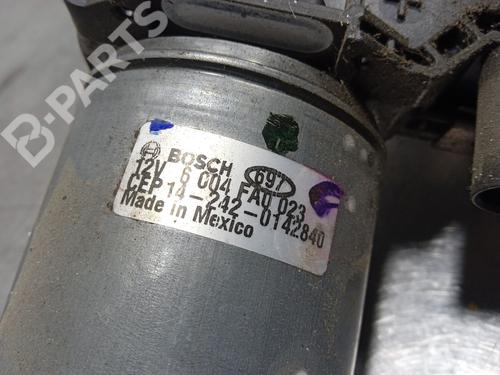 B-PARTS
BOSCH 697
12V 6 004 FA0 023
CEP 14-242-0142840
Made in Mexico